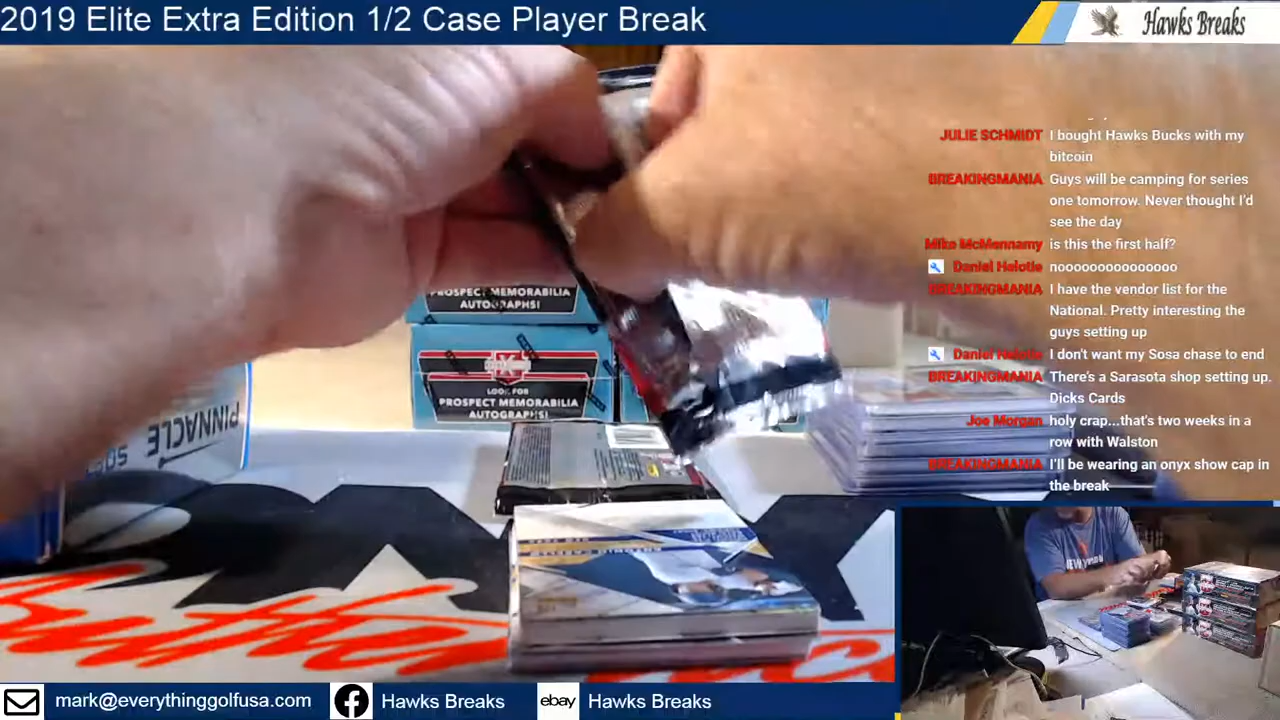 2019 Elite Extra Edition 1/2 Case Player Break
Hawks Breaks
JULIE SCHMIDT I bought Hawks Bucks with my
bitcoin
BREAKINGMANIA Guys will be camping for series
one tomorrow. Never thought I'd
see the day
Mike McMennamy is this the first half?
Daniel Helotie nooooooooooooooo
BREAKINGMANIA I have the vendor list for the
National. Pretty interesting the
guys setting up
Daniel Helotie I don't want my Sosa chase to end
BREAKINGMANIA There's a Sarasota shop setting up.
Dicks Cards
Joe Morgan holy crap...that's two weeks in a
row with Walston
BREAKINGMANIA I'll be wearing an onyx show cap in
the break
PROSPECT MEMORABILIA
AUTOGRAPHS!
LOOK FOR
PROSPECT MEMORABILIA
AUTOGRAPHS!
PINNACLE
mark@everythinggolfusa.com
Hawks Breaks
ebay Hawks Breaks